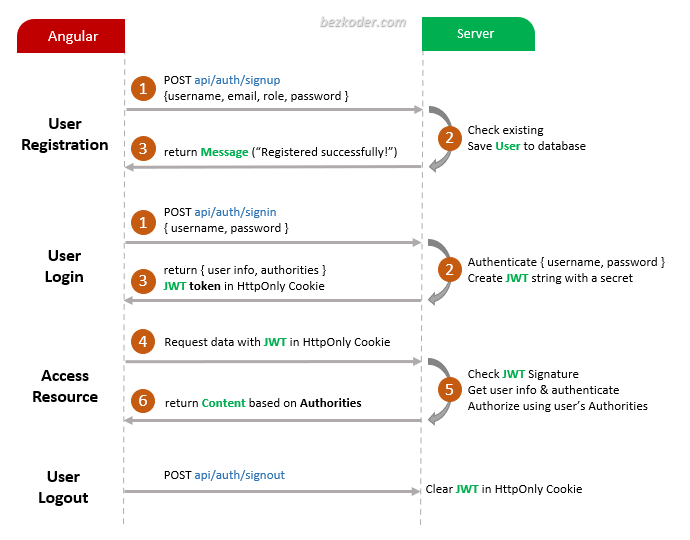 bezkoder.com
Angular
Server
User
Registration
1
POST api/auth/signup
{username, email, role, password }
2
Check existing
Save User to database
3
return Message (“Registered successfully!”)
User
Login
1
POST api/auth/signin
{ username, password }
2
Authenticate { username, password }
Create JWT string with a secret
3
return { user info, authorities }
JWT token in HttpOnly Cookie
Access
Resource
4
Request data with JWT in HttpOnly Cookie
5
Check JWT Signature
Get user info & authenticate
Authorize using user’s Authorities
6
return Content based on Authorities
User
Logout
POST api/auth/signout
Clear JWT in HttpOnly Cookie